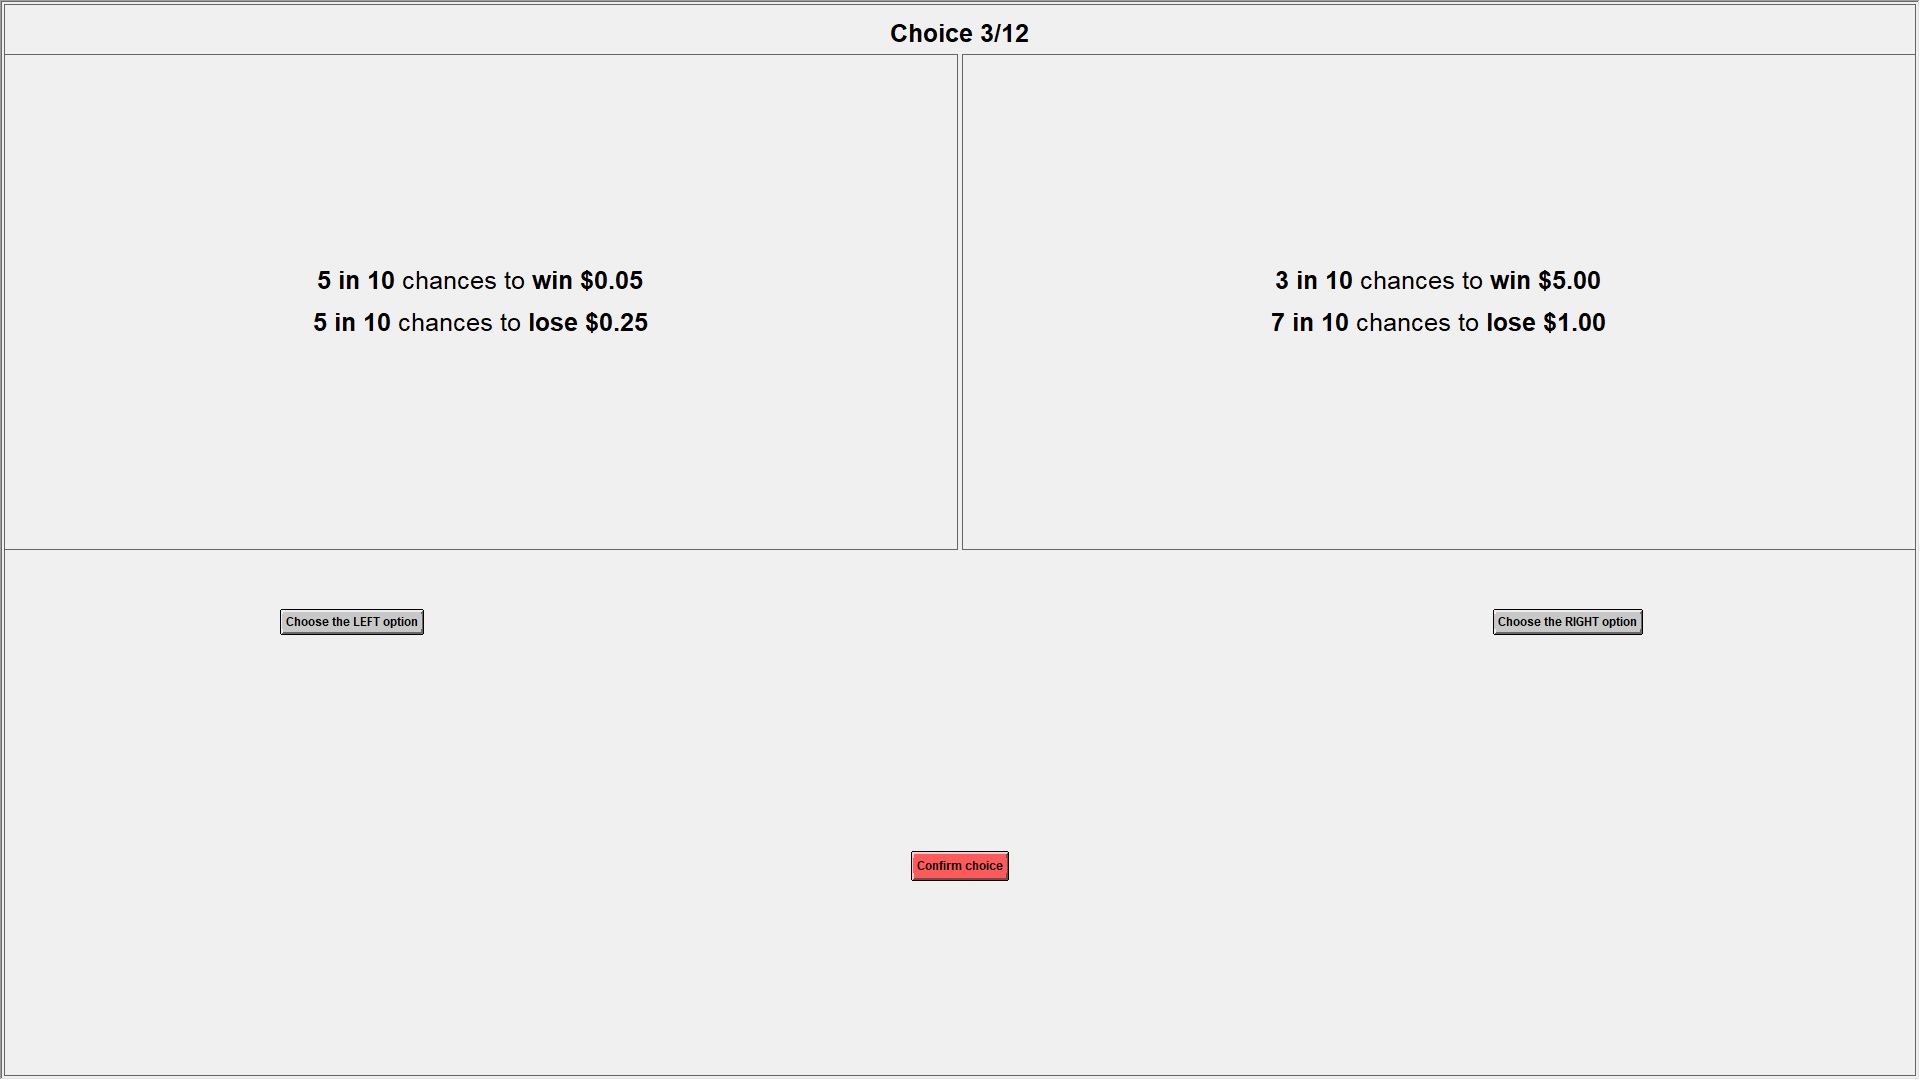 Choice 3/12
5 in 10 chances to win $0.05
5 in 10 chances to lose $0.25
3 in 10 chances to win $5.00
7 in 10 chances to lose $1.00
Choose the LEFT option
Choose the RIGHT option
Confirm choice